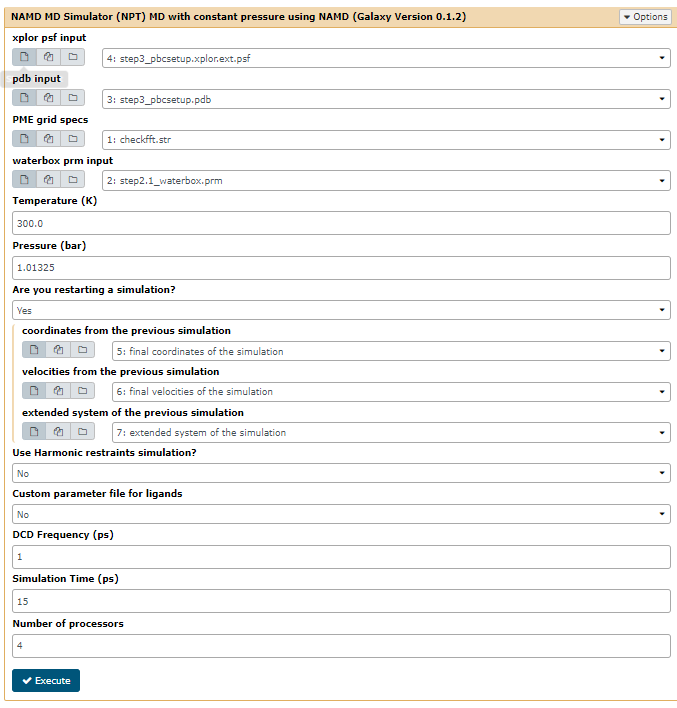 NAMD MD Simulator (NPT) MD with constant pressure using NAMD (Galaxy Version 0.1.2) Options
xplor psf input
4: step3_pbcsetup.xplor.ext.psf
pdb input
3: step3_pbcsetup.pdb
PME grid specs
1: checkfft.str
waterbox prm input
2: step2.1_waterbox.prm
Temperature (K)
300.0
Pressure (bar)
1.01325
Are you restarting a simulation?
Yes
coordinates from the previous simulation
5: final coordinates of the simulation
velocities from the previous simulation
6: final velocities of the simulation
extended system of the previous simulation
7: extended system of the simulation
Use Harmonic restraints simulation?
No
Custom parameter file for ligands
No
DCD Frequency (ps)
1
Simulation Time (ps)
15
Number of processors
4
Execute